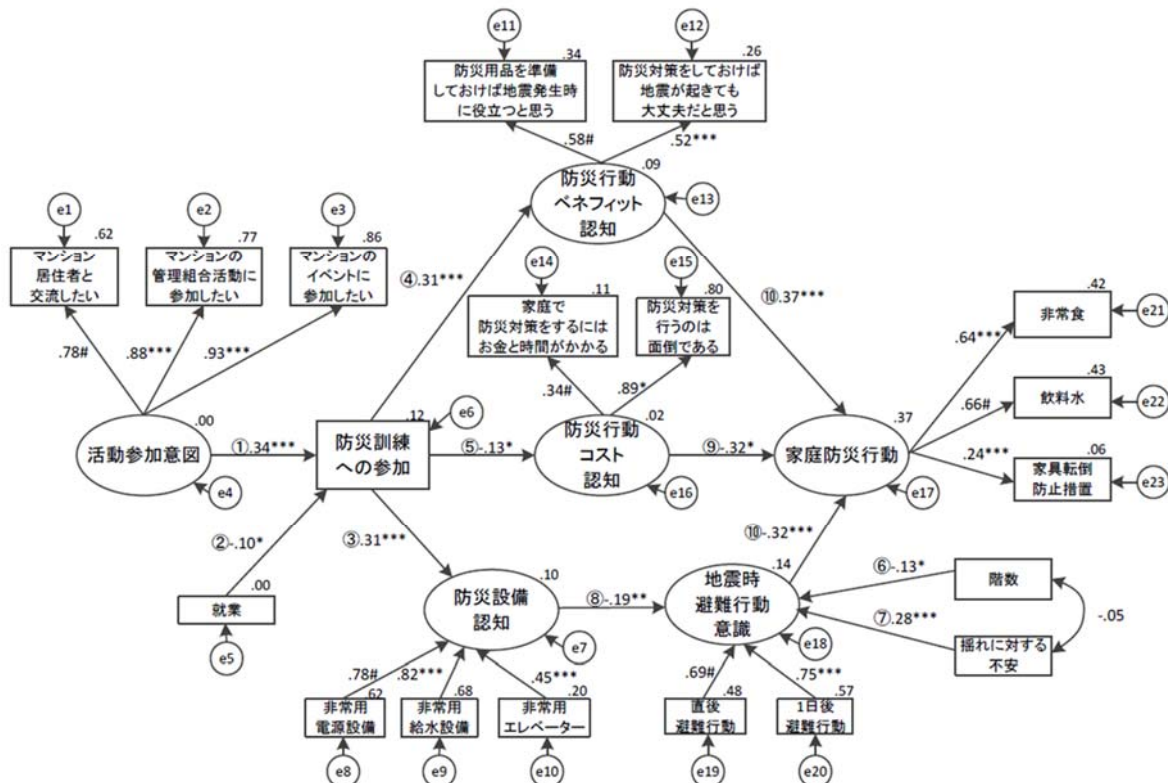 e11
e12
.34
.26
防災用品を準備
しておけば地震発生時
に役立つと思う
防災対策をしておけば
地震が起きても
大丈夫だと思う
.58#
.52***
.09
防災行動
ベネフィット
認知
e13
e1
e2
e3
.62
.77
.86
マンション
居住者と
交流したい
マンションの
管理組合活動に
参加したい
マンションの
イベントに
参加したい
e14
e15
④.31***
.11
.80
家庭で
防災対策をするには
お金と時間がかかる
防災対策を
行うのは
面倒である
⑩.37***
.42
非常食
e21
.78#
.88***
.93***
.34#
.89*
.64***
.43
飲料水
e22
.66#
.00
活動参加意図
e4
①.34***
.12
e6
防災訓練
への参加
⑤-.13*
.02
防災行動
コスト
認知
e16
⑨-.32*
.37
家庭防災行動
e17
.24***
.06
家具転倒
防止措置
e23
②-.10*
③.31***
⑩-.32***
.00
就業
e5
.10
防災設備
認知
e7
⑧-.19**
.14
地震時
避難行動
意識
e18
⑥-.13*
階数
-.05
⑦.28***
揺れに対する
不安
.78#
.82***
.45***
.69#
.75***
.62
.68
.20
.48
.57
非常用
電源設備
非常用
給水設備
非常用
エレベーター
直後
避難行動
1日後
避難行動
e8
e9
e10
e19
e20